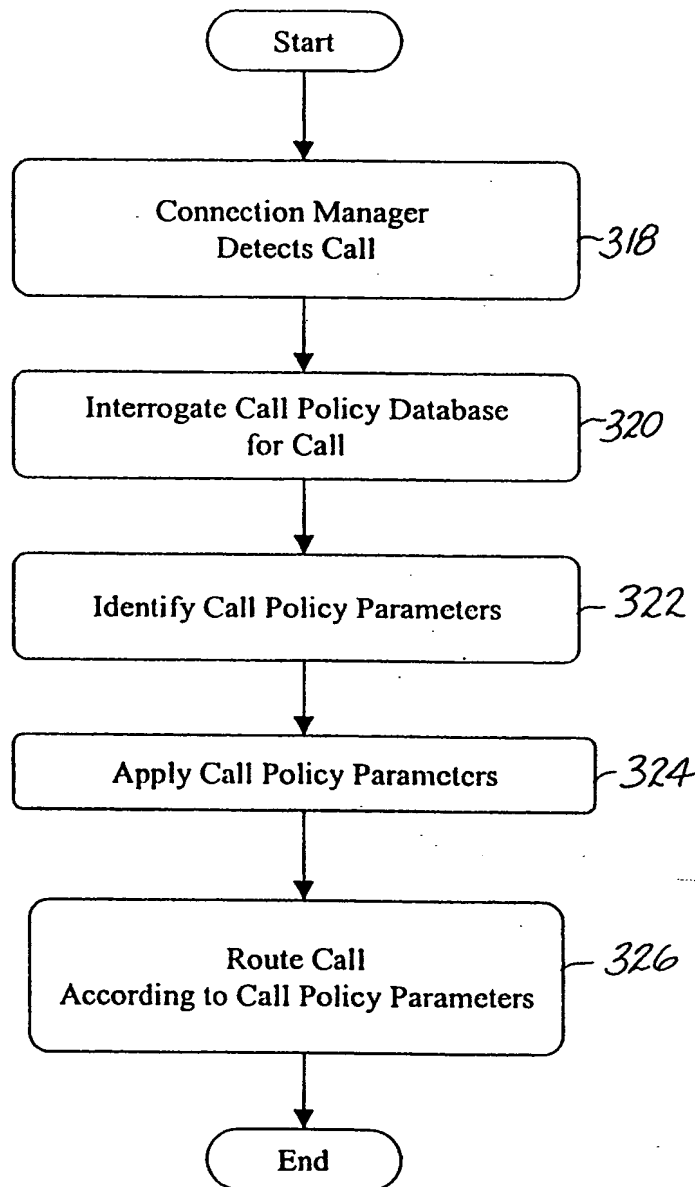 Start
Connection Manager
Detects Call
318
Interrogate Call Policy Database
for Call
320
Identify Call Policy Parameters
322
Apply Call Policy Parameters
324
Route Call
According to Call Policy Parameters
326
End